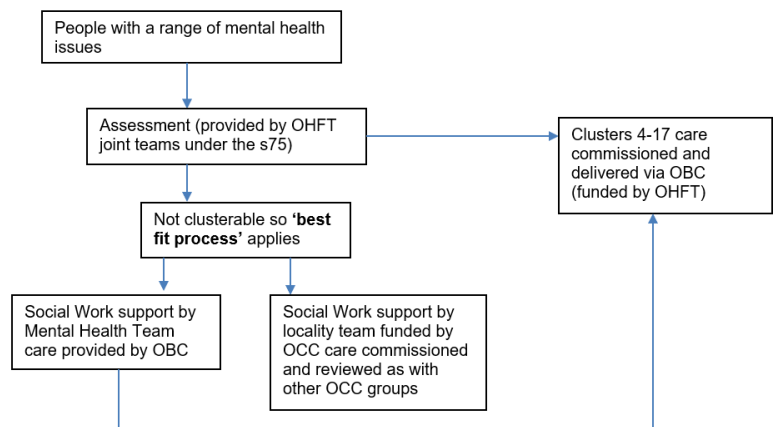 People with a range of mental health
issues
Assessment (provided by OHFT
joint teams under the s75)
Clusters 4-17 care
commissioned and
delivered via OBC
(funded by OHFT)
Not clusterable so ‘best
fit process’ applies
Social Work support by
Mental Health Team
care provided by OBC
Social Work support by
locality team funded by
OCC care commissioned
and reviewed as with
other OCC groups